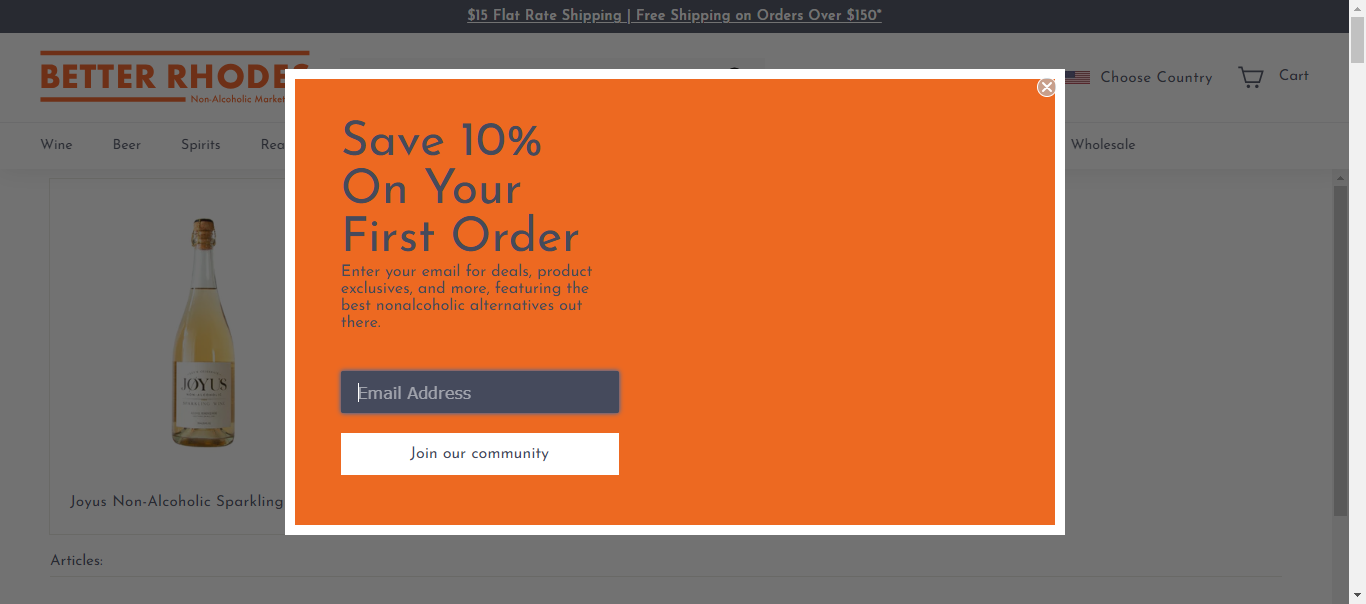 $15 Flat Rate Shipping | Free Shipping on Orders Over $150*
BETTER RHODES
Non-Alcoholic Market
Choose Country
Cart
Wine
Beer
Spirits
Rea
Wholesale
Save 10%
On Your
First Order
Enter your email for deals, product
exclusives, and more, featuring the
best nonalcoholic alternatives out
there.
Email Address
Join our community
JOYUS
Joyus Non-Alcoholic Sparkling
Articles: